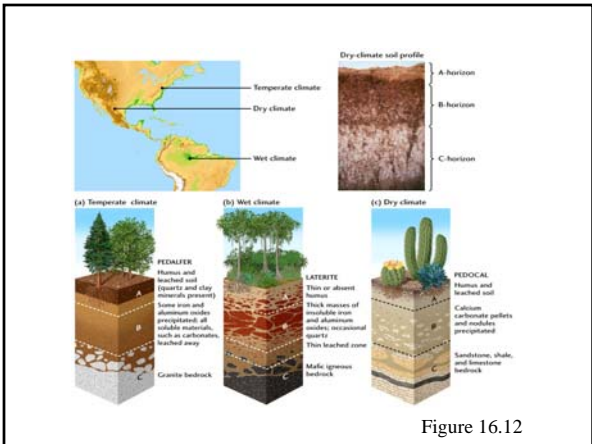 Dry-climate soil profile
Temperate climate
Dry climate
Wet climate
A-horizon
B-horizon
C-horizon
(a) Temperate climate
PEDALFER
Humus and
leached soil
(quartz and clay
minerals present)
Some iron and
aluminum oxides
precipitated; all
soluble materials,
such as carbonates,
leached away
Granite bedrock
A
B
C
(b) Wet climate
LATERITE
Thin or absent
humus
Thick masses of
insoluble iron
and aluminum
oxides; occasional
quartz
Thin leached zone
Mafic igneous
bedrock
A
B
C
(c) Dry climate
PEDOCAL
Humus and
leached soil
Calcium
carbonate pellets
and nodules
precipitated
Sandstone, shale,
and limestone
bedrock
A
B
C
Figure 16.12